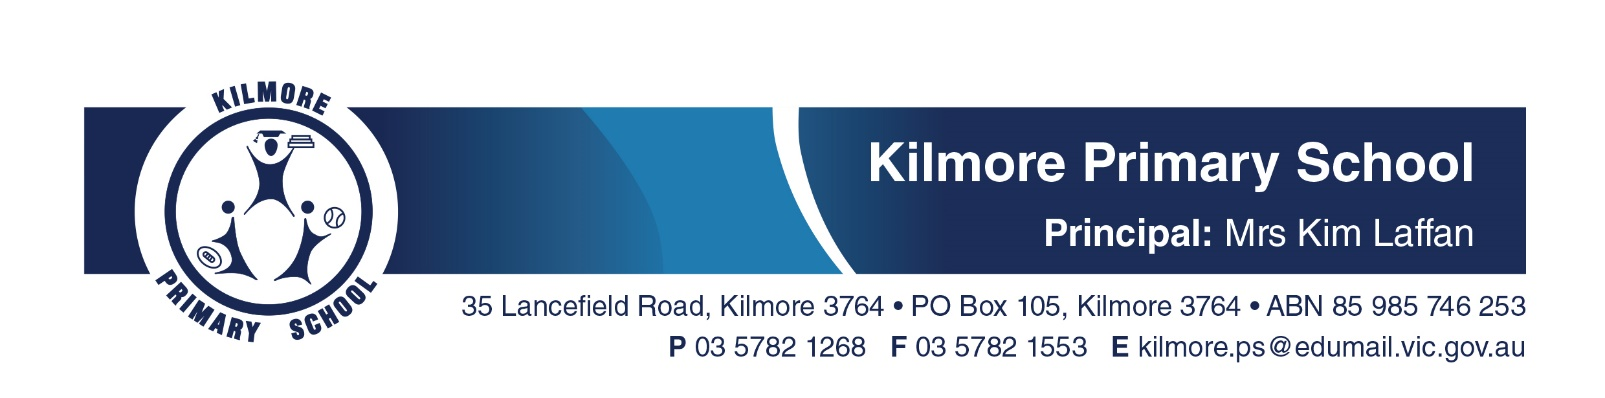 KILMORE
PRIMARY SCHOOL
Kilmore Primary School
Principal: Mrs Kim Laffan
35 Lancefield Road, Kilmore 3764 • PO Box 105, Kilmore 3764 • ABN 85 985 746 253
P 03 5782 1268 F 03 5782 1553 E kilmore.ps@edumail.vic.gov.au